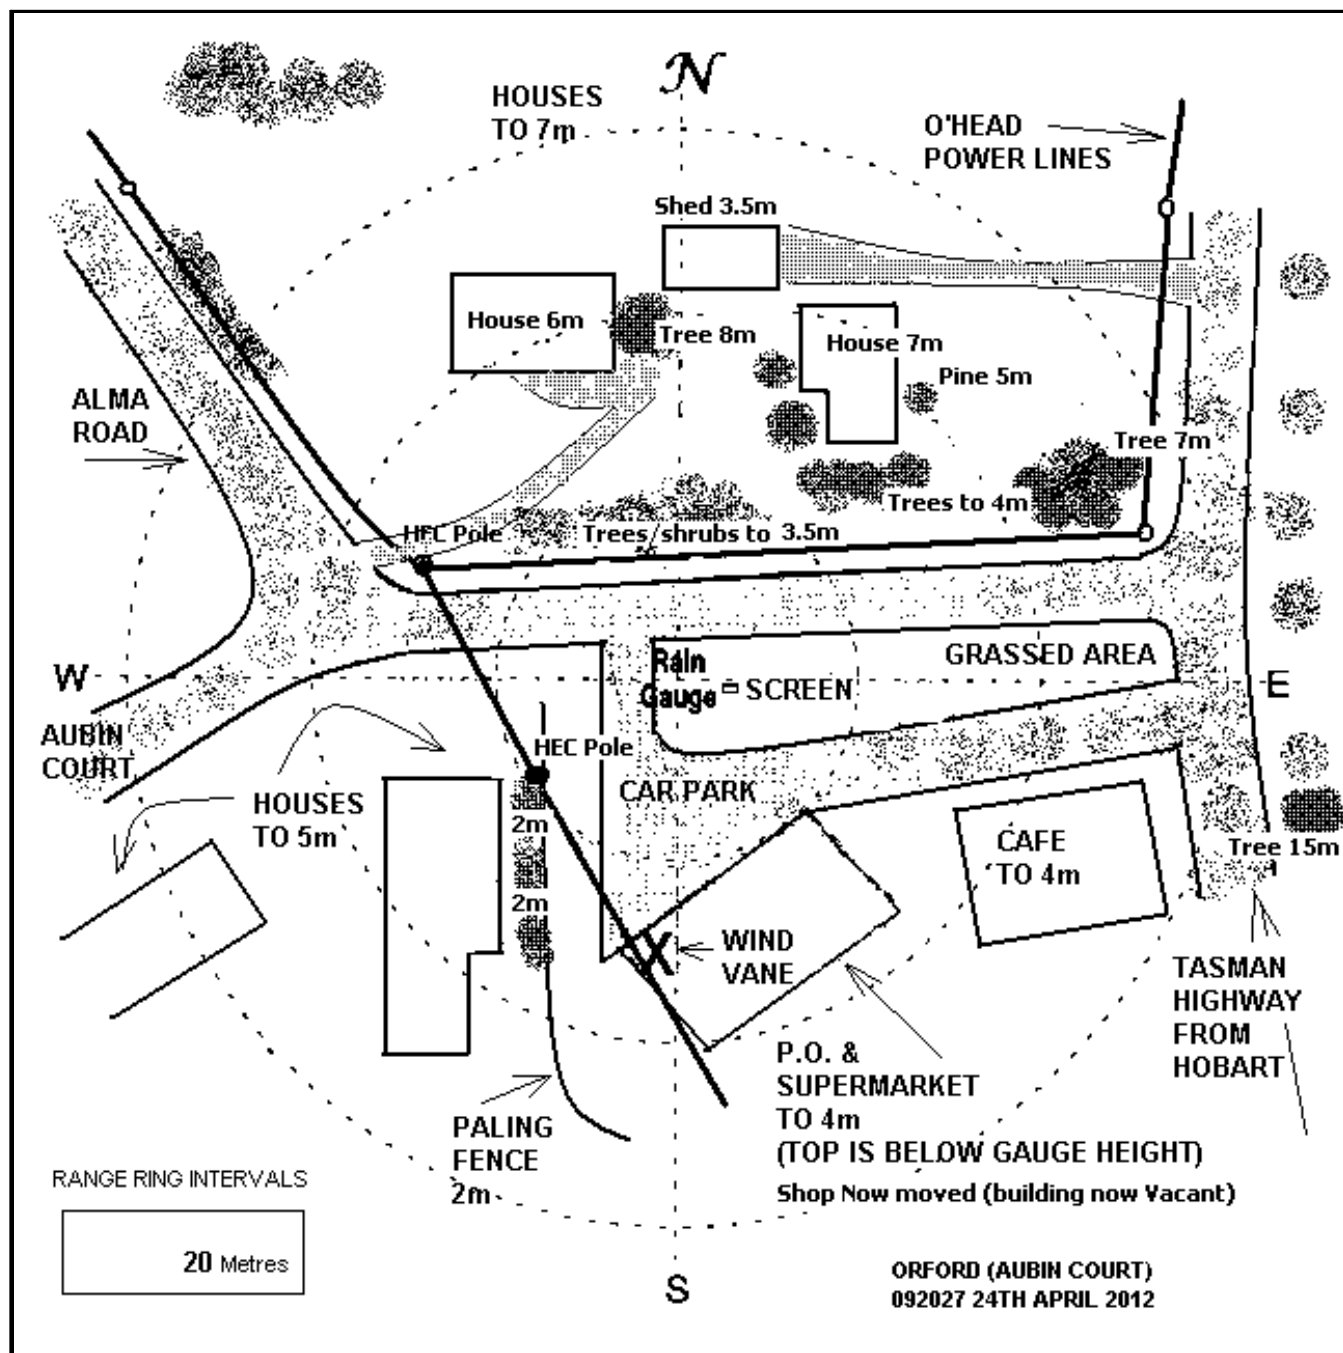 N
HOUSES
TO 7m
O'HEAD
POWER LINES
Shed 3.5m
House 6m
Tree 8m
House 7m
Pine 5m
ALMA
ROAD
Tree 7m
Trees to 4m
HEC Pole
Trees/shrubs to 3.5m
W
Rain
Gauge
SCREEN
GRASSED AREA
E
AUBIN
COURT
HEC Pole
HOUSES
TO 5m
CAR PARK
2m
CAFE
TO 4m
Tree 15m
2m
WIND
VANE
X
TASMAN
HIGHWAY
FROM
HOBART
P.O. &
SUPERMARKET
TO 4m
(TOP IS BELOW GAUGE HEIGHT)
Shop Now moved (building now Vacant)
PALING
FENCE
2m
RANGE RING INTERVALS
20 Metres
S
ORFORD (AUBIN COURT)
092027 24TH APRIL 2012